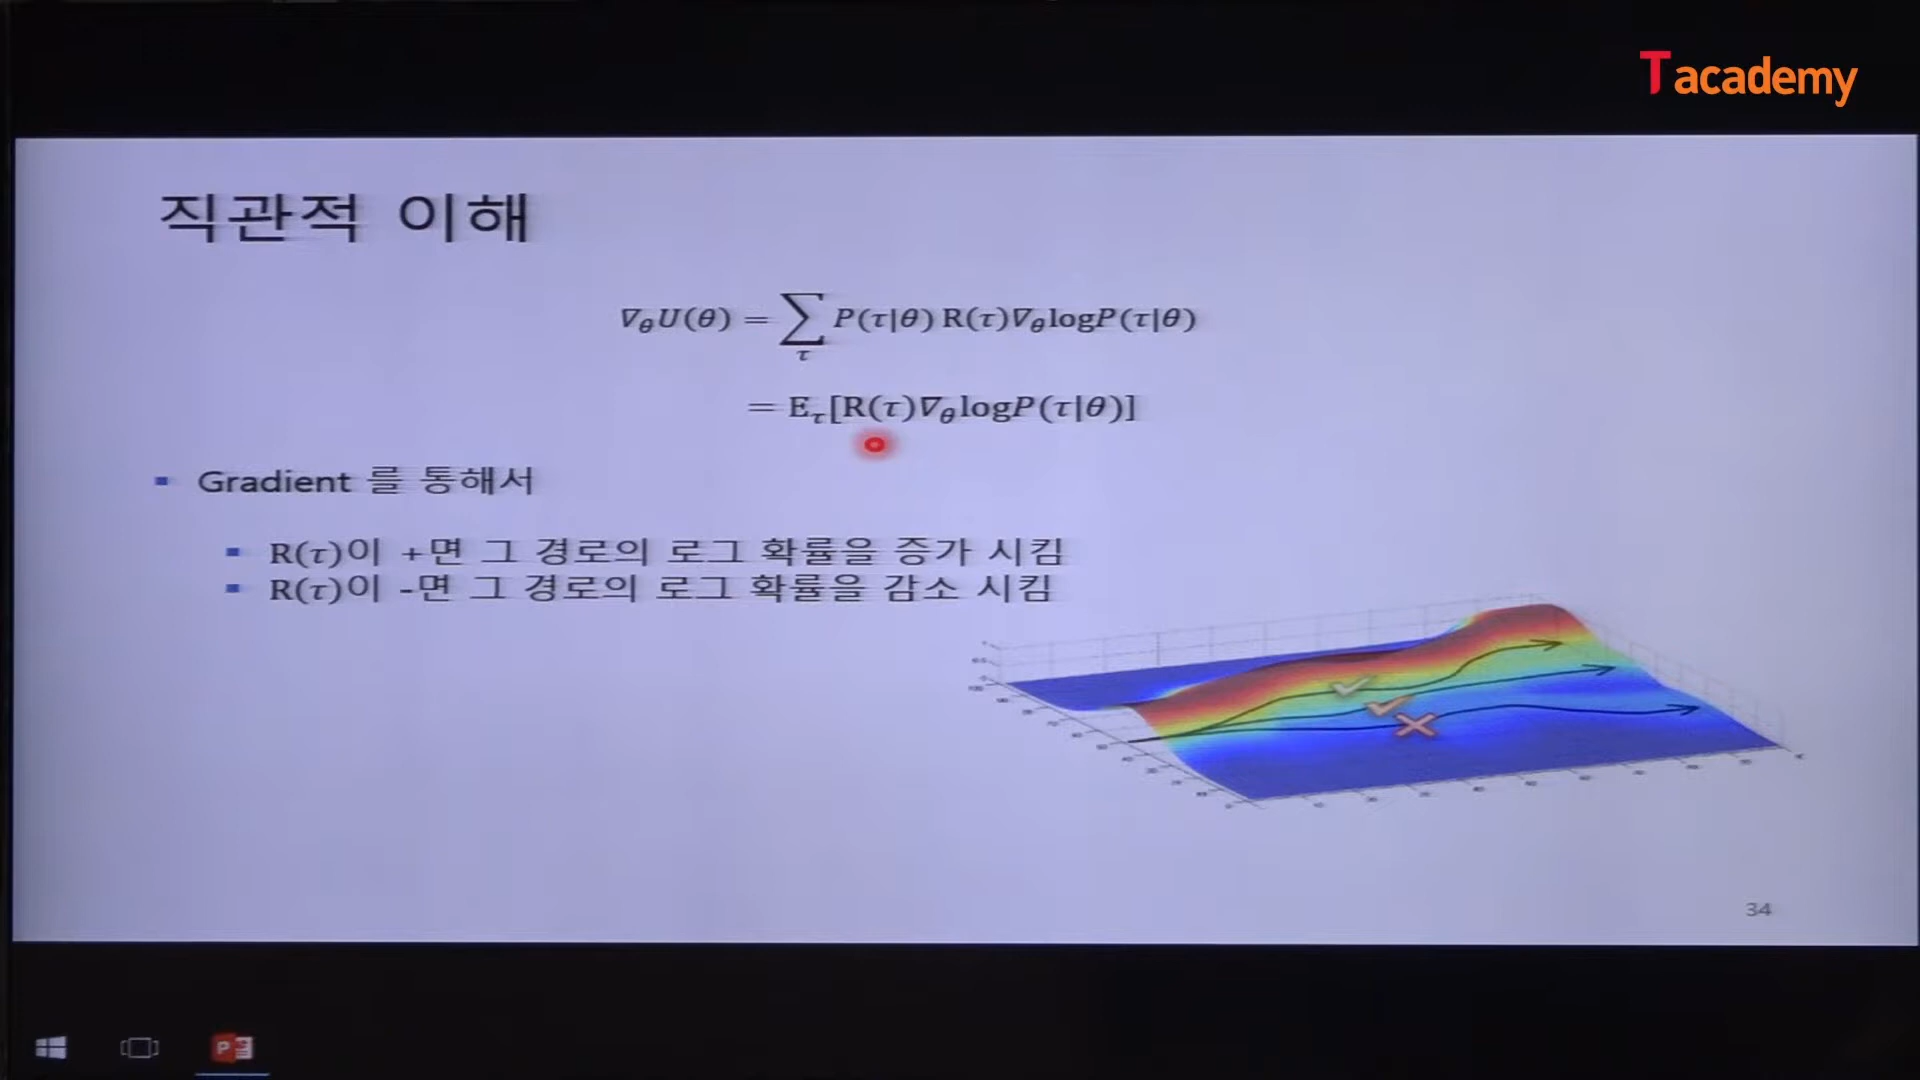 T academy
직관적 이해
∇θU(θ) = ∑τ P(τ|θ) R(τ)∇θlogP(τ|θ)
= Eτ[R(τ)∇θlogP(τ|θ)]
Gradient 를 통해서
R(τ)이 +면 그 경로의 로그 확률을 증가 시킴
R(τ)이 -면 그 경로의 로그 확률을 감소 시킴
34